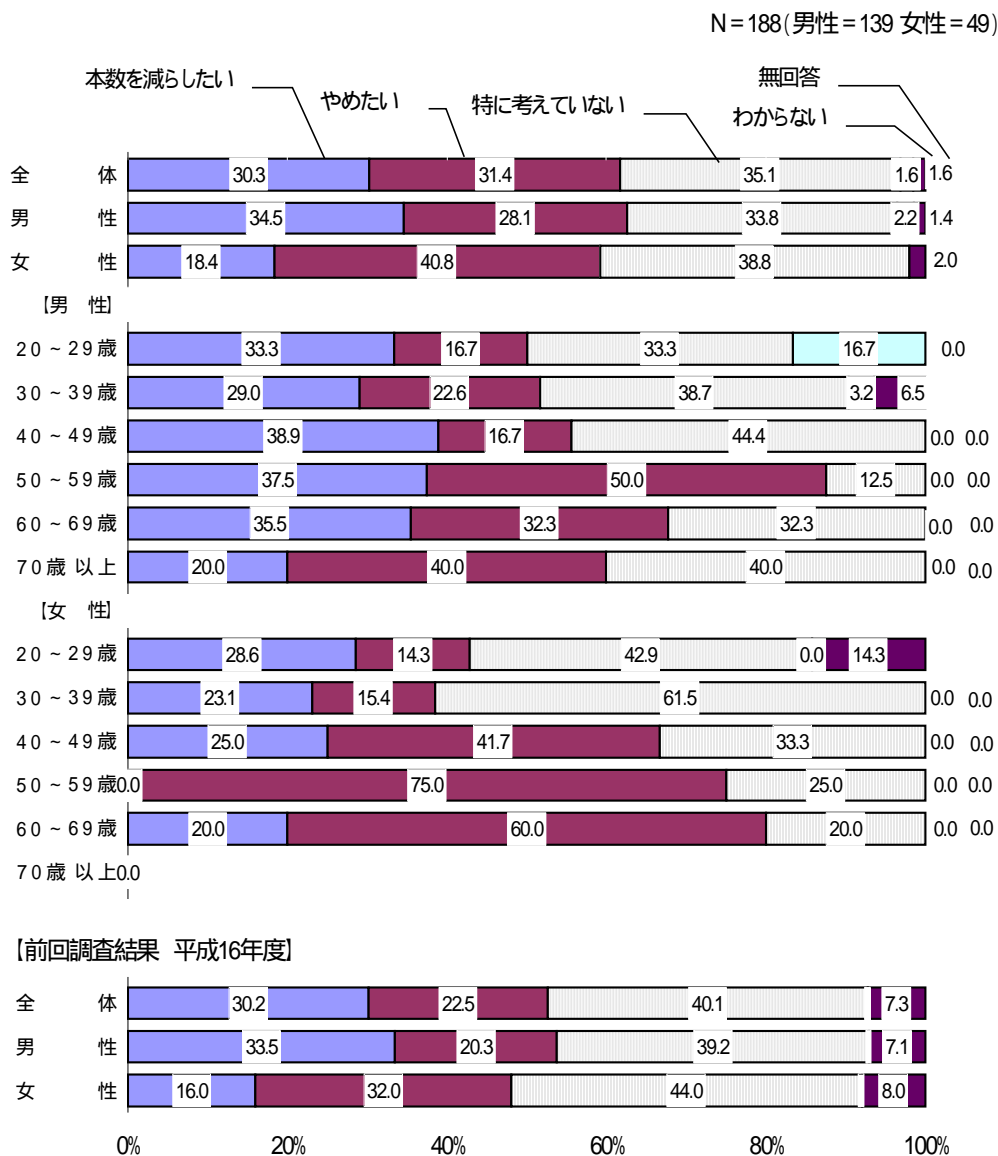 N=188(男性=139 女性=49)
本数を減らしたい やめたい 特に考えていない わからない 無回答
全 体 30.3 31.4 35.1 1.6 1.6
男 性 34.5 28.1 33.8 2.2 1.4
女 性 18.4 40.8 38.8 2.0
【男 性】
20~29歳 33.3 16.7 33.3 16.7 0.0
30~39歳 29.0 22.6 38.7 3.2 6.5
40~49歳 38.9 16.7 44.4 0.0 0.0
50~59歳 37.5 50.0 12.5 0.0 0.0
60~69歳 35.5 32.3 32.3 0.0 0.0
70歳以上 20.0 40.0 40.0 0.0 0.0
【女 性】
20~29歳 28.6 14.3 42.9 0.0 14.3
30~39歳 23.1 15.4 61.5 0.0 0.0
40~49歳 25.0 41.7 33.3 0.0 0.0
50~59歳 0.0 75.0 25.0 0.0 0.0
60~69歳 20.0 60.0 20.0 0.0 0.0
70歳以上 0.0
【前回調査結果 平成16年度】
全 体 30.2 22.5 40.1 7.3
男 性 33.5 20.3 39.2 7.1
女 性 16.0 32.0 44.0 8.0
0% 20% 40% 60% 80% 100%